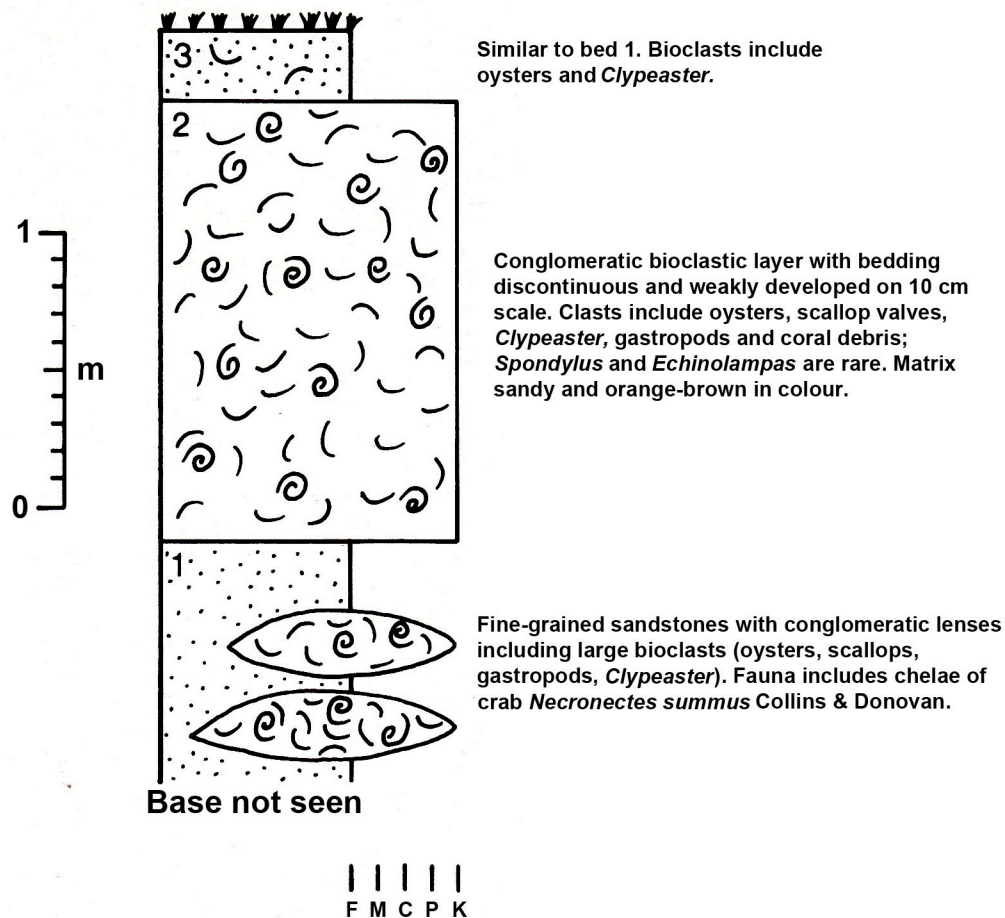 3
Similar to bed 1. Bioclasts include
oysters and Clypeaster.
2
1
m
0
Conglomeratic bioclastic layer with bedding
discontinuous and weakly developed on 10 cm
scale. Clasts include oysters, scallop valves,
Clypeaster, gastropods and coral debris;
Spondylus and Echinolampas are rare. Matrix
sandy and orange-brown in colour.
1
Fine-grained sandstones with conglomeratic lenses
including large bioclasts (oysters, scallops,
gastropods, Clypeaster). Fauna includes chelae of
crab Necronectes summus Collins & Donovan.
Base not seen
F M C P K